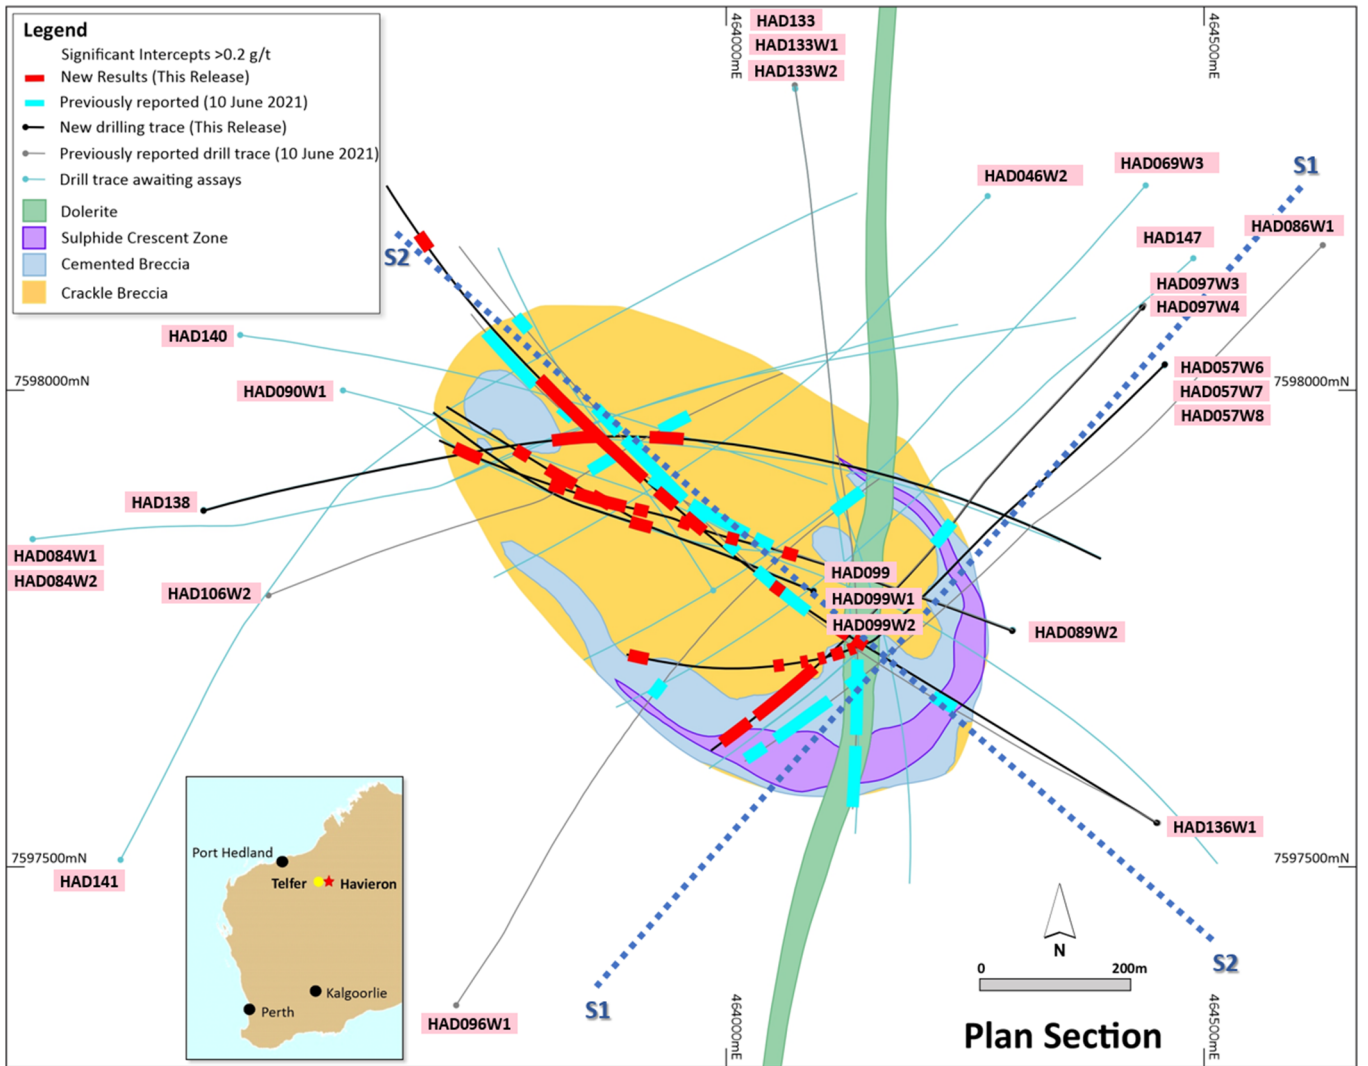 Legend
Significant Intercepts >0.2 g/t
New Results (This Release)
Previously reported (10 June 2021)
New drilling trace (This Release)
Previously reported drill trace (10 June 2021)
Drill trace awaiting assays
Dolerite
Sulphide Crescent Zone
Cemented Breccia
Crackle Breccia
464000mE
464500mE
HAD133
HAD133W1
HAD133W2
HAD046W2
HAD069W3
S1
HAD147
HAD086W1
S2
HAD097W3
HAD097W4
HAD140
HAD057W6
HAD057W7
HAD057W8
7598000mN
7598000mN
HAD090W1
HAD138
HAD084W1
HAD084W2
HAD106W2
HAD099
HAD099W1
HAD099W2
HAD089W2
HAD136W1
7597500mN
7597500mN
HAD141
Port Hedland
Telfer
Havieron
Kalgoorlie
Perth
N
0
200m
S2
S1
HAD096W1
464000mE
464500mE
Plan Section